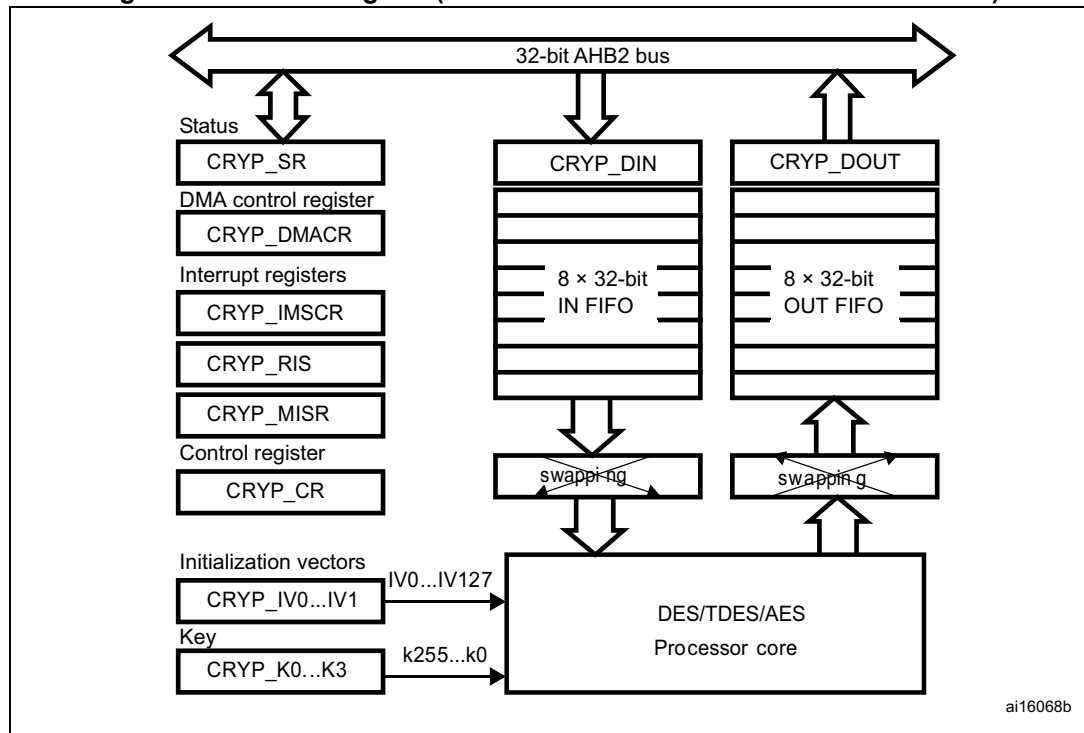 32-bit AHB2 bus
Status
CRYP_SR
DMA control register
CRYP_DMACR
Interrupt registers
CRYP_IMSCR
CRYP_RIS
CRYP_MISR
Control register
CRYP_CR
Initialization vectors
CRYP_IV0...IV1
Key
CRYP_K0...K3
IV0...IV127
k255...k0
CRYP_DIN
8 × 32-bit
IN FIFO
swapping
CRYP_DOUT
8 × 32-bit
OUT FIFO
swapping
DES/TDES/AES
Processor core
ai16068b